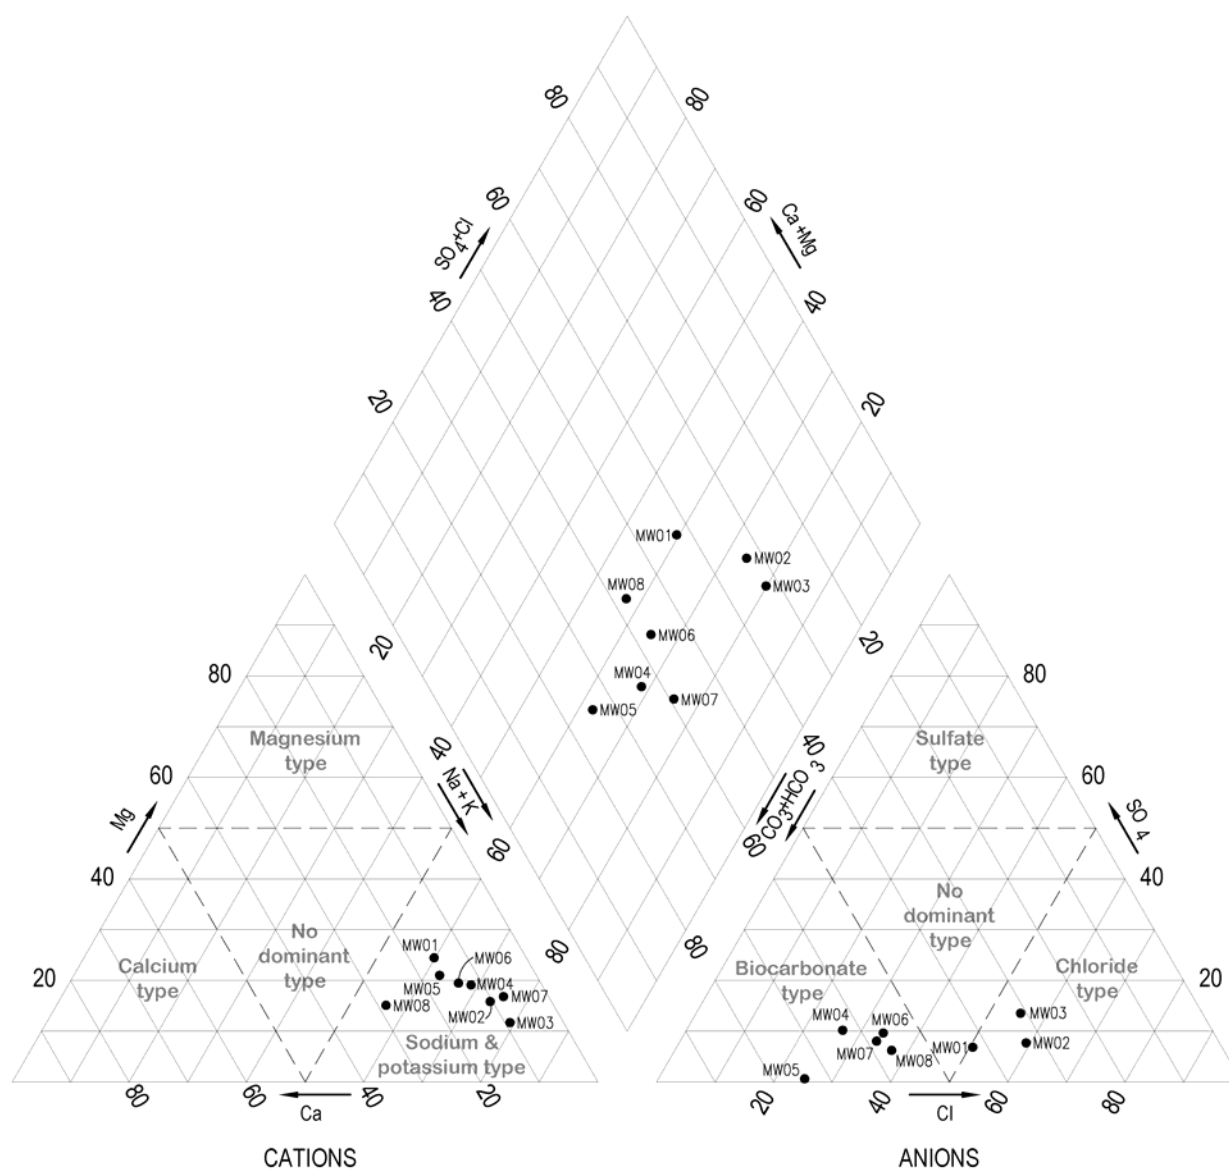 80
80
60
60
SO4+Cl
Ca+Mg
40
40
20
20
MW01
MW02
MW08
MW03
MW06
20
20
MW04
MW07
MW05
80
80
Magnesium
type
Sulfate
type
40
40
60
60
Na + K
CO3+HCO3
Mg
SO4
60
60
40
40
No
dominant
type
No
dominant
type
MW01
MW06
80
80
Calcium
type
Biocarbonate
type
Chloride
type
20
20
MW05
MW04
MW07
MW08
MW02
MW03
Sodium &
potassium type
MW04
MW06
MW03
MW07
MW08
MW01
MW02
MW05
80
60
40
20
Ca
20
40
60
80
Cl
CATIONS
ANIONS